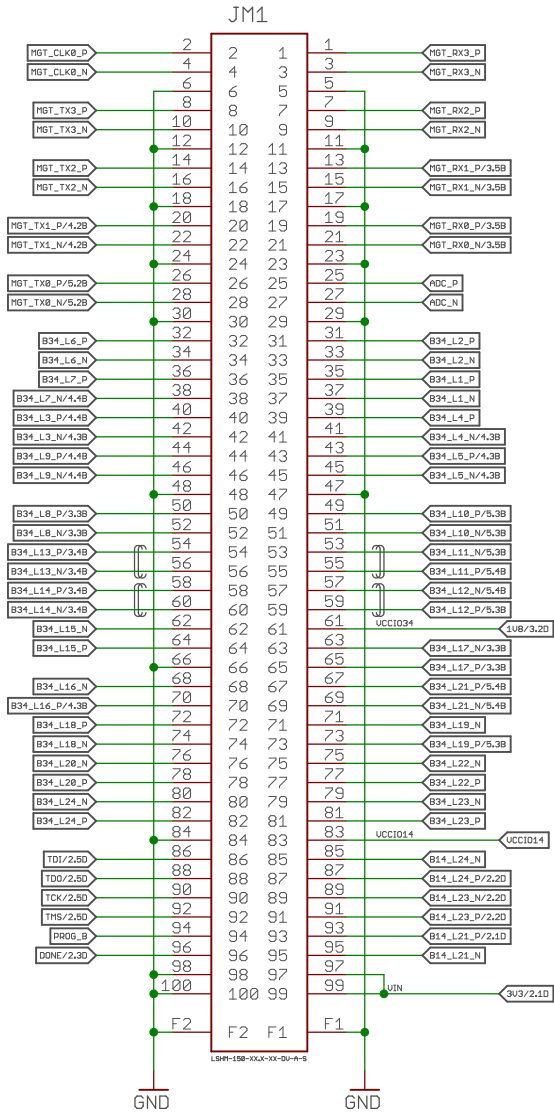 JM1
MGT_CLK0_P 2 2 1 1 MGT_RX3_P
MGT_CLK0_N 4 4 3 3 MGT_RX3_N
6 6 5 5
MGT_TX3_P 8 8 7 7 MGT_RX2_P
MGT_TX3_N 10 10 9 9 MGT_RX2_N
12 12 11 11
MGT_TX2_P 14 14 13 13 MGT_RX1_P/3.5B
MGT_TX2_N 16 16 15 15 MGT_RX1_N/3.5B
18 18 17 17
MGT_TX1_P/4.2B 20 20 19 19 MGT_RX0_P/3.5B
MGT_TX1_N/4.2B 22 22 21 21 MGT_RX0_N/3.5B
24 24 23 23
MGT_TX0_P/5.2B 26 26 25 25 ADC_P
MGT_TX0_N/5.2B 28 28 27 27 ADC_N
30 30 29 29
B34_L6_P 32 32 31 31 B34_L2_P
B34_L6_N 34 34 33 33 B34_L2_N
B34_L7_P 36 36 35 35 B34_L1_P
B34_L7_N/4.4B 38 38 37 37 B34_L1_N
B34_L3_P/4.4B 40 40 39 39 B34_L4_P
B34_L3_N/4.4B 42 42 41 41 B34_L4_N/4.3B
B34_L9_P/4.4B 44 44 43 43 B34_L5_P/4.3B
B34_L9_N/4.4B 46 46 45 45 B34_L5_N/4.3B
48 48 47 47
B34_L8_P/3.3B 50 50 49 49 B34_L10_P/5.3B
B34_L8_N/3.3B 52 52 51 51 B34_L10_N/5.3B
B34_L13_P/3.4B 54 54 53 53 B34_L11_N/5.3B
B34_L13_N/3.4B 56 56 55 55 B34_L11_P/5.4B
B34_L14_P/3.4B 58 58 57 57 B34_L12_N/5.4B
B34_L14_N/3.4B 60 60 59 59 B34_L12_P/5.3B
B34_L15_N 62 62 61 61 VCCIO34 1V8/3.2D
B34_L15_P 64 64 63 63 B34_L17_N/3.3B
66 66 65 65 B34_L17_P/3.3B
B34_L16_N 68 68 67 67 B34_L21_P/5.4B
B34_L16_P/4.3B 70 70 69 69 B34_L21_N/5.4B
B34_L18_P 72 72 71 71 B34_L19_N
B34_L18_N 74 74 73 73 B34_L19_P/5.3B
B34_L20_N 76 76 75 75 B34_L22_N
B34_L20_P 78 78 77 77 B34_L22_P
B34_L24_N 80 80 79 79 B34_L23_N
B34_L24_P 82 82 81 81 B34_L23_P
84 84 83 83 VCCIO14 VCCIO14
TDI/2.5D 86 86 85 85 B14_L24_N
TDO/2.5D 88 88 87 87 B14_L24_P/2.2D
TCK/2.5D 90 90 89 89 B14_L23_N/2.2D
TMS/2.5D 92 92 91 91 B14_L23_P/2.2D
PROG_B 94 94 93 93 B14_L21_P/2.1D
DONE/2.3D 96 96 95 95 B14_L21_N
98 98 97 97
100 100 99 99 VIN 3V3/2.1D
F2 F2 F1 F1
LSHM-150-XX.X-XX-DV-A-S
GND GND